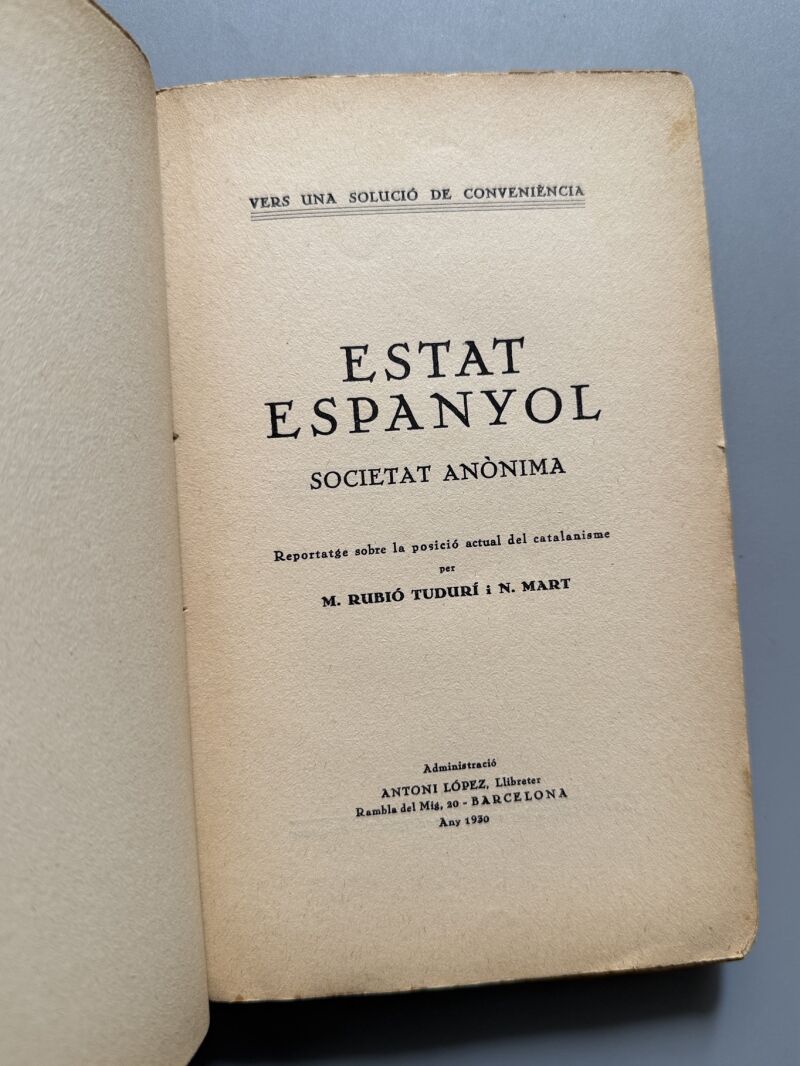 VERS UNA SOLUCIÓ DE CONVENIÈNCIA
ESTAT
ESPANYOL
SOCIETAT ANÒNIMA
Reportatge sobre la posició actual del catalanisme
per
M. RUBIÓ TUDURÍ i N. MART
Administració
ANTONI LÓPEZ, Llibreter
Rambla del Mig, 20 - BARCELONA
Any 1930